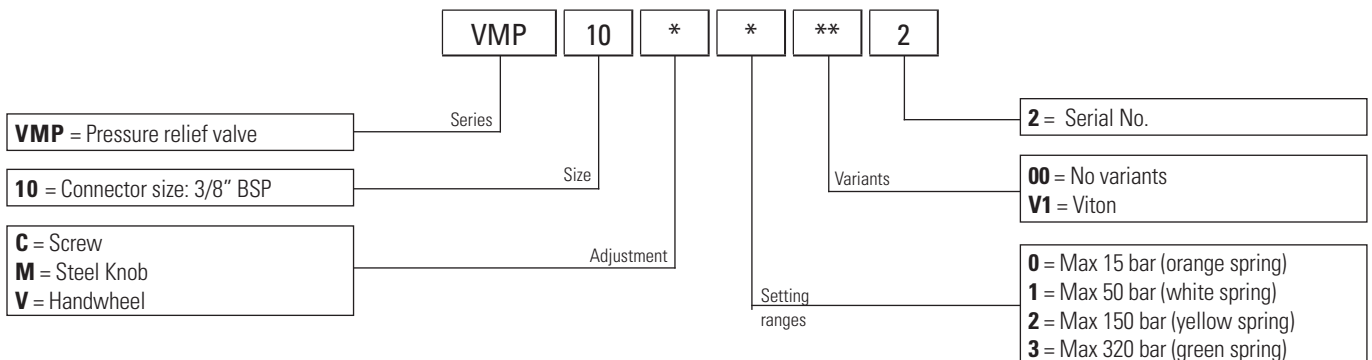 VMP 10 * * ** 2
Series
VMP = Pressure relief valve
Size
10 = Connector size: 3/8” BSP
Adjustment
C = Screw
M = Steel Knob
V = Handwheel
2 = Serial No.
Variants
00 = No variants
V1 = Viton
Setting
ranges
0 = Max 15 bar (orange spring)
1 = Max 50 bar (white spring)
2 = Max 150 bar (yellow spring)
3 = Max 320 bar (green spring)